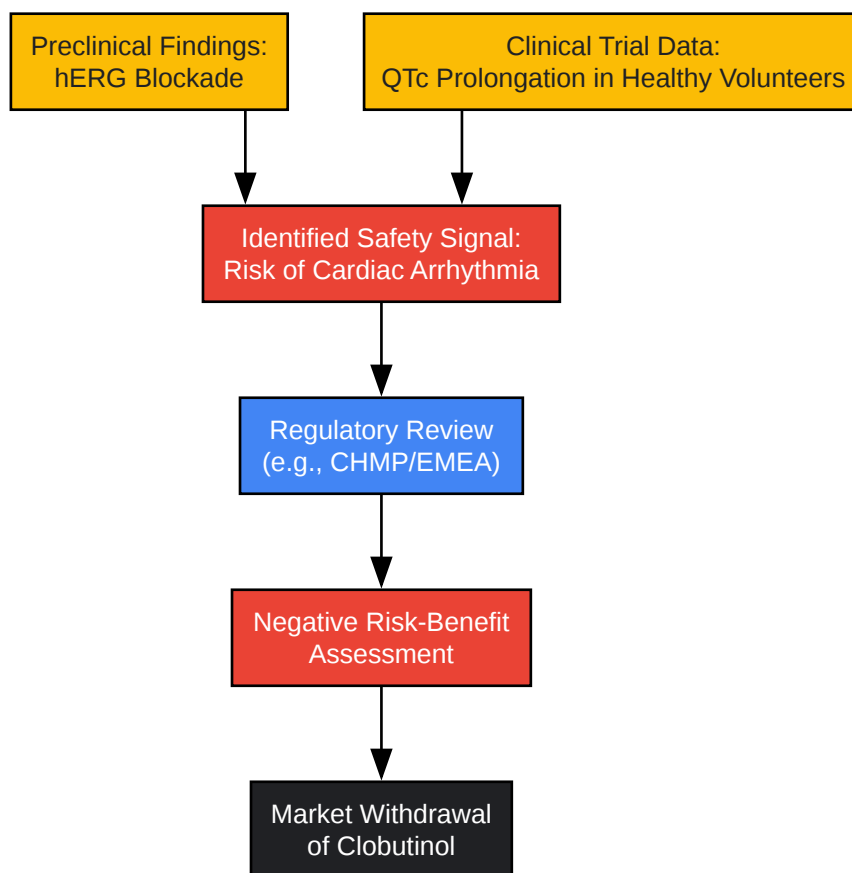 Preclinical Findings:
hERG Blockade
Clinical Trial Data:
QTc Prolongation in Healthy Volunteers
Identified Safety Signal:
Risk of Cardiac Arrhythmia
Regulatory Review
(e.g., CHMP/EMEA)
Negative Risk-Benefit
Assessment
Market Withdrawal
of Clobutinol